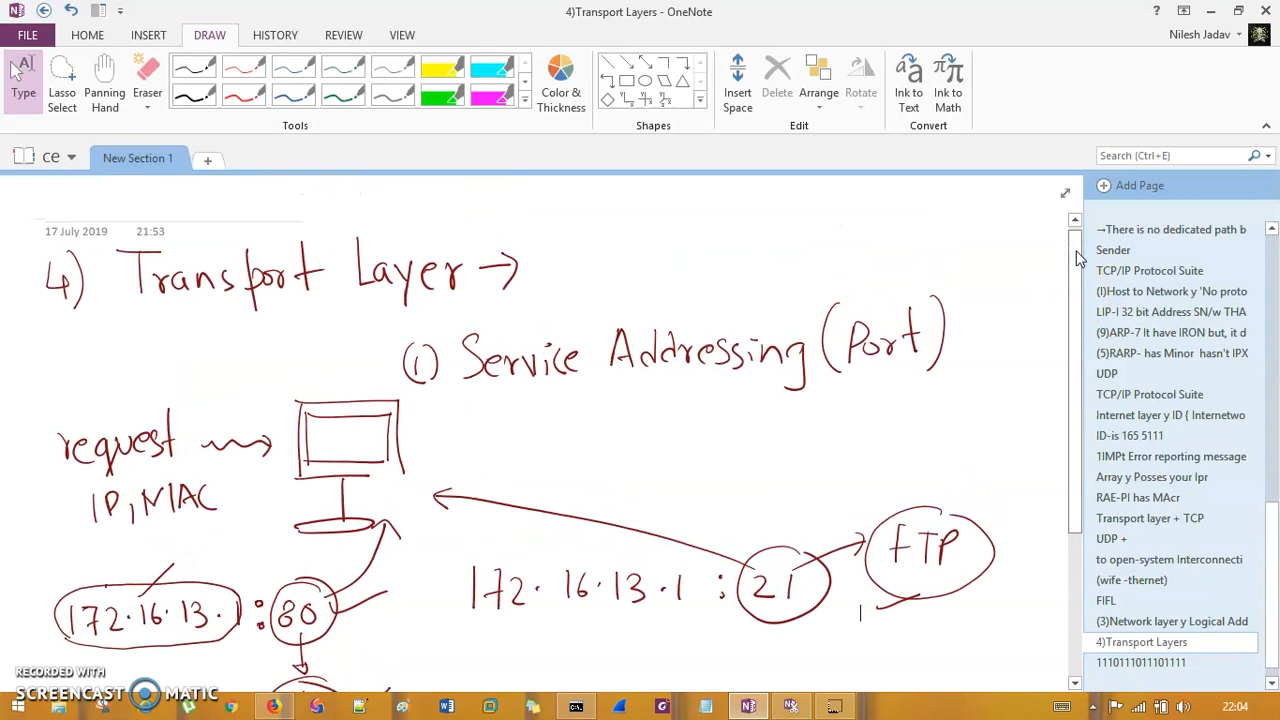 4)Transport Layers - OneNote
FILE HOME INSERT DRAW HISTORY REVIEW VIEW
Nilesh Jadav
Type Lasso Select Panning Hand Eraser Color & Thickness Insert Space Delete Arrange Rotate Ink to Text Ink to Math
Tools Shapes Edit Convert
ce New Section 1
Search (Ctrl+E)
Add Page
17 July 2019 21:53
4) Transport Layer →
① Service Addressing (Port)
request
IP, MAC
FTP
172.16.13.1 : 21
172.16.13.1 : 80
→There is no dedicated path b
Sender
TCP/IP Protocol Suite
(I)Host to Network y 'No proto
LIP-I 32 bit Address SN/w THA
(9)ARP-7 It have IRON but, it d
(5)RARP- has Minor hasn't IPX
UDP
TCP/IP Protocol Suite
Internet layer y ID { Internetwo
ID-is 165 5111
1IMPt Error reporting message
Array y Posses your Ipr
RAE-PI has MAcr
Transport layer + TCP
UDP +
to open-system Interconnecti
(wife -thernet)
FIFL
(3)Network layer y Logical Add
4)Transport Layers
1110111011101111
RECORDED WITH
SCREENCAST MATIC
22:04